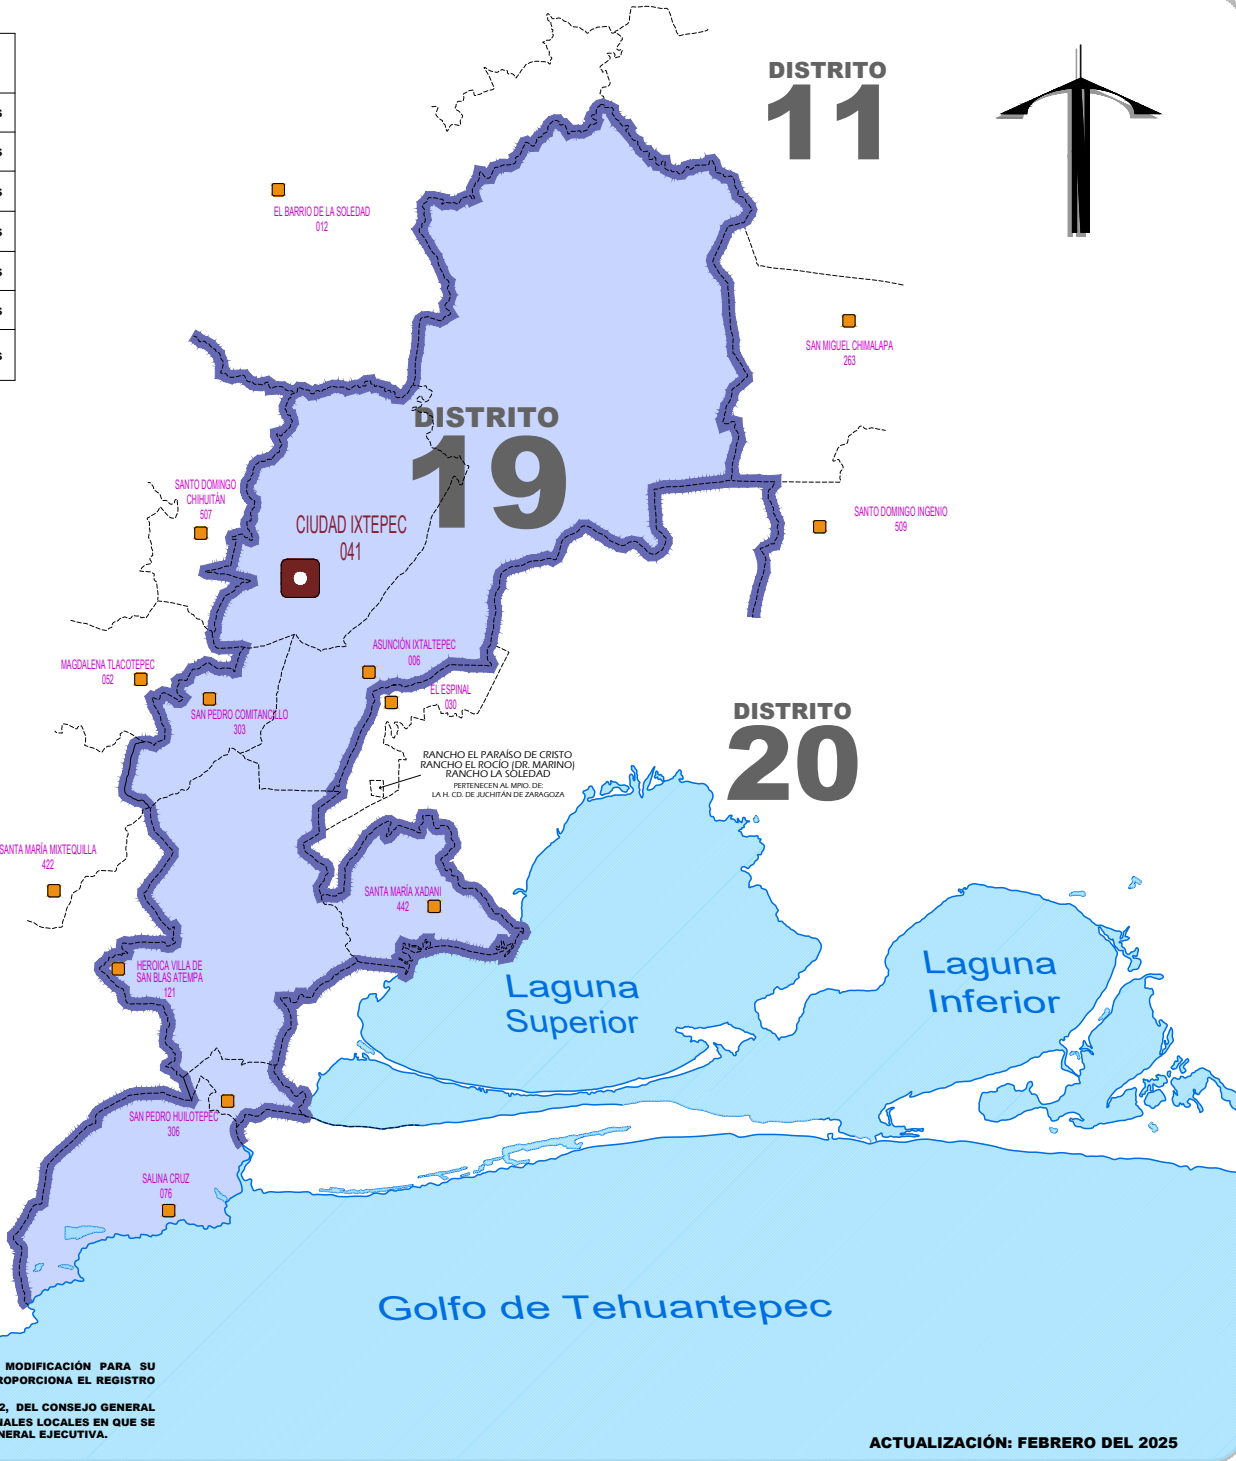 DISTRITO
11
EL BARRIO DE LA SOLEDAD
012
SAN MIGUEL CHIMALAPA
263
DISTRITO
19
SANTO DOMINGO
CHIHUITÁN
507
CIUDAD IXTEPEC
041
SANTO DOMINGO INGENIO
509
ASUNCIÓN IXTALTEPEC
006
MAGDALENA TLACOTEPEC
052
EL ESPINAL
030
SAN PEDRO COMITANCILLO
303
DISTRITO
20
RANCHO EL PARAÍSO DE CRISTO
RANCHO EL ROCÍO (DR. MARINO)
RANCHO LA SOLEDAD
PERTENECEN AL MPIO. DE:
LA H. CD. DE JUCHITÁN DE ZARAGOZA
SANTA MARÍA MIXTEQUILLA
422
SANTA MARÍA XADANI
442
HEROICA VILLA DE
SAN BLAS ATEMPA
121
Laguna
Superior
Laguna
Inferior
SAN PEDRO HUILOTEPEC
306
SALINA CRUZ
076
Golfo de Tehuantepec
MODIFICACIÓN PARA SU
ROPORCIONA EL REGISTRO
2, DEL CONSEJO GENERAL
NALES LOCALES EN QUE SE
NERAL EJECUTIVA.
ACTUALIZACIÓN: FEBRERO DEL 2025